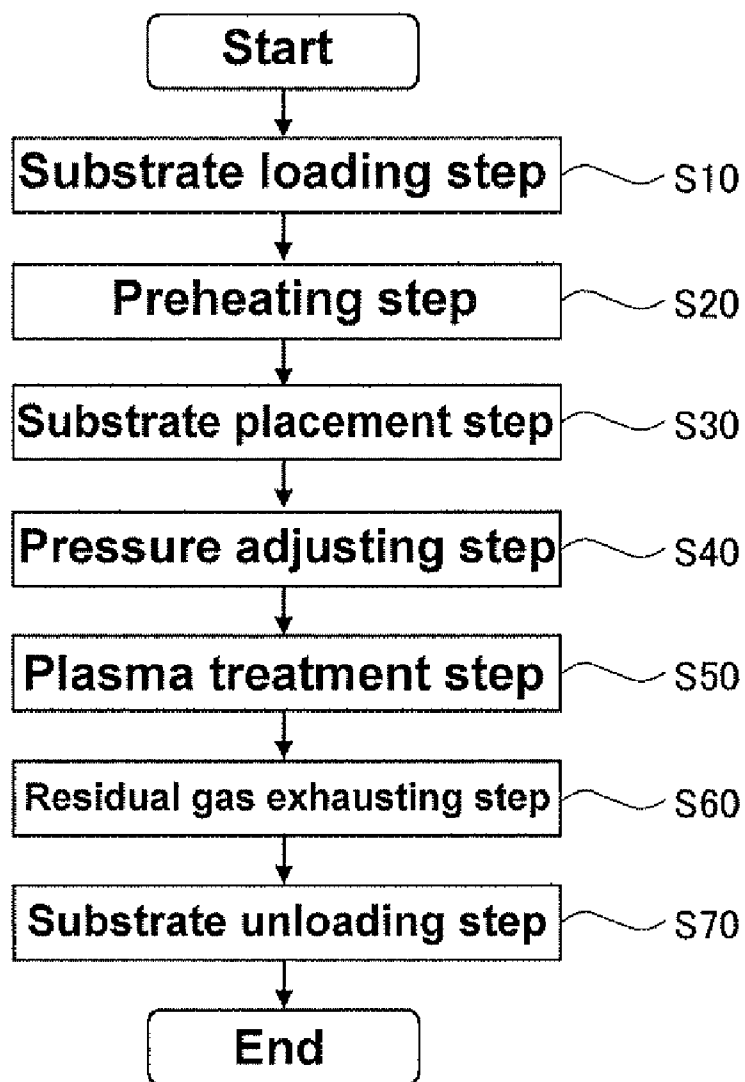 Start
Substrate loading step S10
Preheating step S20
Substrate placement step S30
Pressure adjusting step S40
Plasma treatment step S50
Residual gas exhausting step S60
Substrate unloading step S70
End